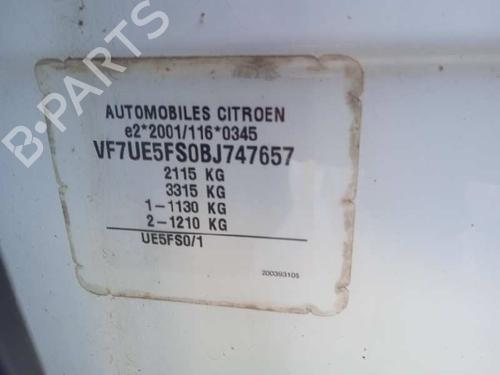 B-PARTS
AUTOMOBILES CITROEN
e2*2001/116*0345
VF7UE5FS0BJ747657
2115 KG
3315 KG
1-1130 KG
2-1210 KG
UE5FS0/1
200393105